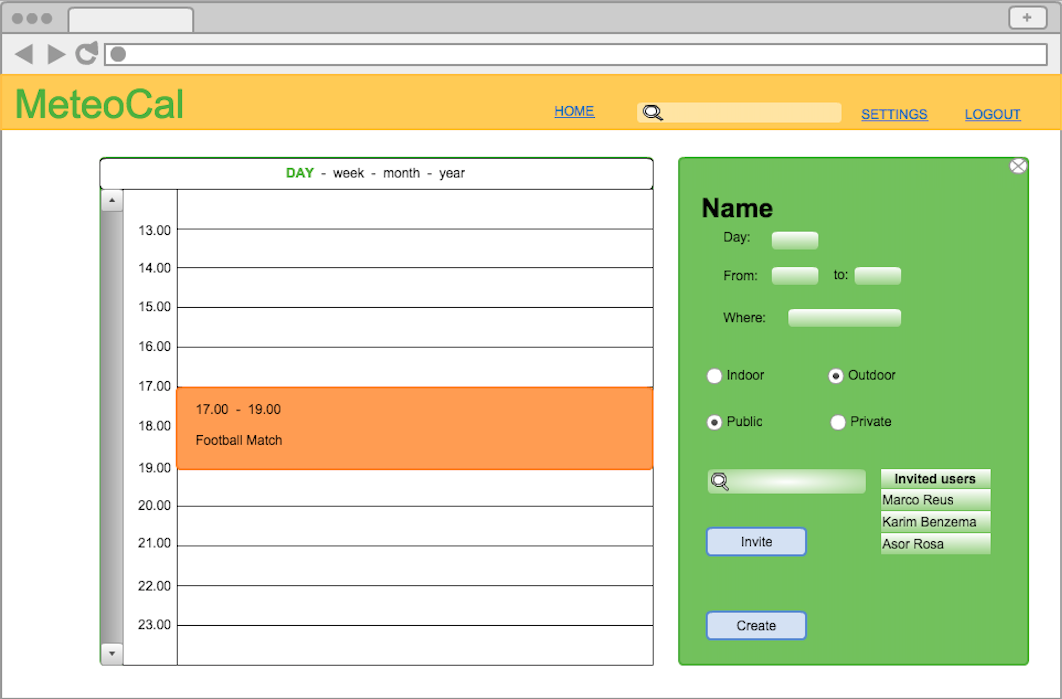 +
MeteoCal
HOME
SETTINGS
LOGOUT
DAY - week - month - year
13.00
14.00
15.00
16.00
17.00
17.00 - 19.00
18.00
Football Match
19.00
20.00
21.00
22.00
23.00
Name
Day:
From: to:
Where:
Indoor Outdoor
Public Private
Invited users
Marco Reus
Karim Benzema
Asor Rosa
Invite
Create